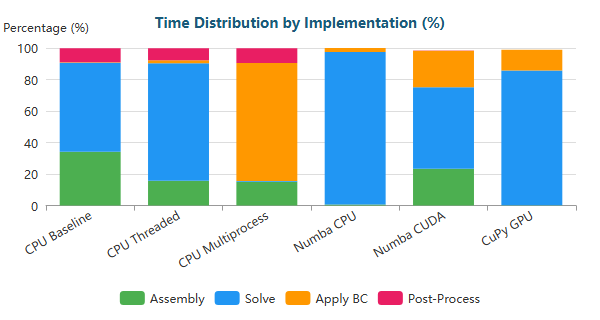 Time Distribution by Implementation (%)
Percentage (%)
100
80
60
40
20
0
CPU Baseline
CPU Threaded
CPU Multiprocess
Numba CPU
Numba CUDA
CuPy GPU
Assembly Solve Apply BC Post-Process